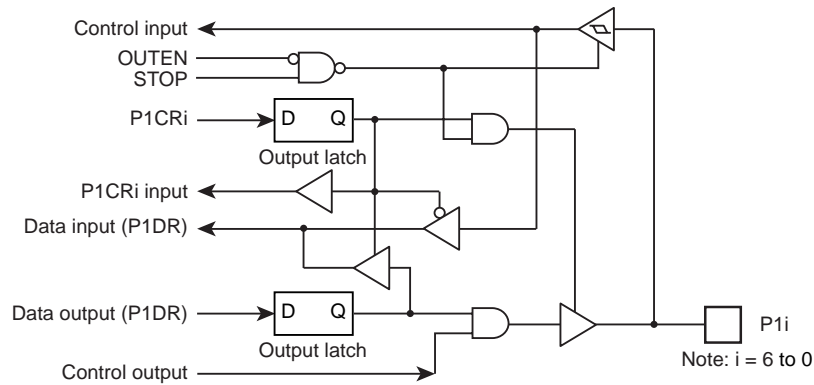 Control input
OUTEN
STOP
P1CRi
D Q
Output latch
P1CRi input
Data input (P1DR)
Data output (P1DR)
D Q
Output latch
P1i
Note: i = 6 to 0
Control output